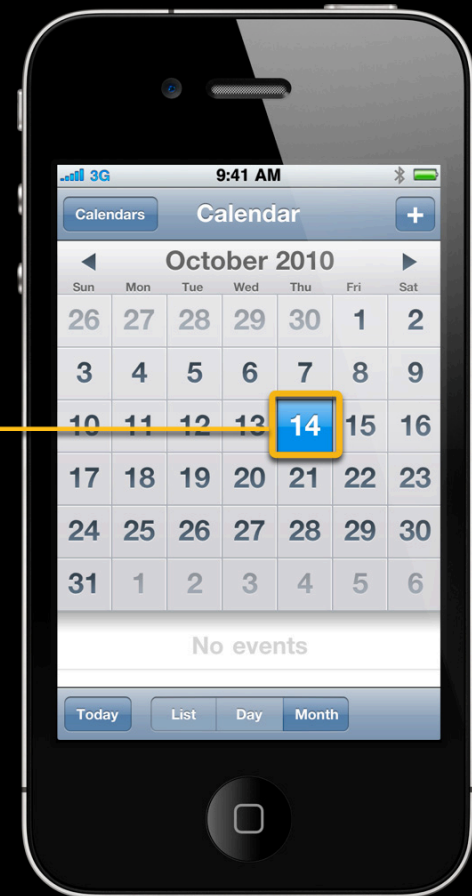 3G 9:41 AM
Calendars Calendar +
October 2010
Sun Mon Tue Wed Thu Fri Sat
26 27 28 29 30 1 2
3 4 5 6 7 8 9
10 11 12 13 14 15 16
17 18 19 20 21 22 23
24 25 26 27 28 29 30
31 1 2 3 4 5 6
No events
Today List Day Month